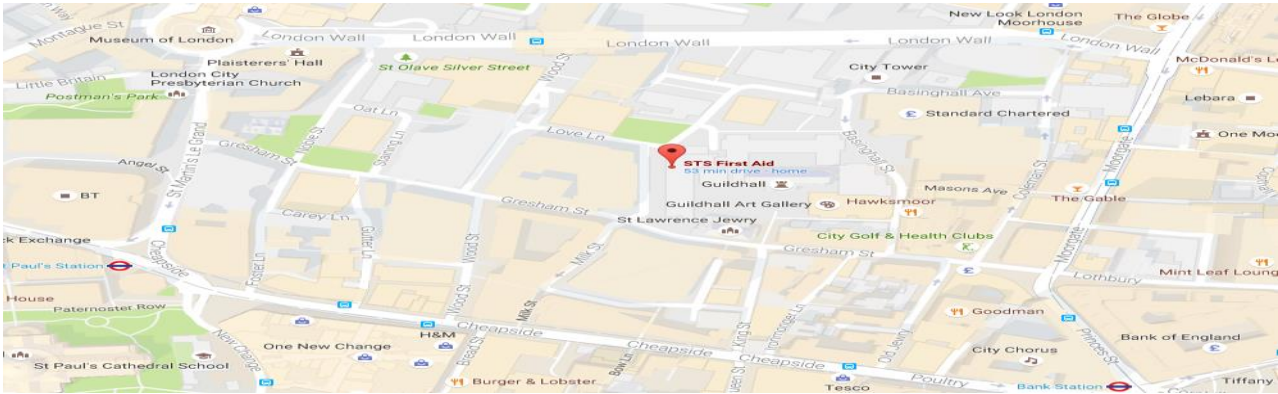 New Look London
Moorhouse
The Globe
Montague St
Museum of London
London Wall
London Wall
London Wall
London Wall
London Wall
Plaisterers' Hall
St Olave Silver Street
Wood St
City Tower
McDonald's
Little Britain
London City
Presbyterian Church
Postman's Park
Basinghall Ave
Lebara
Oat Ln
Standard Chartered
Noble St
Staining Ln
Love Ln
Basinghall St
Coleman St
Moorgate
One
St Martin's Le Grand
Gresham St
Angel St
STS First Aid
53 min drive - home
Guildhall
Masons Ave
The Gable
BT
Gresham St
Guildhall Art Gallery
Hawksmoor
Carey Ln
Gutter Ln
St Lawrence Jewry
Wood St
Milk St
City Golf & Health Clubs
Moorgate
Exchange
Gresham St
Cheapside
Foster Ln
Paul's Station
Lothbury
Mint Leaf
House
Paternoster Row
Wood St
Milk St
Goodman
Cheapside
H&M
King St
Ironmonger Ln
Old Jewry
Princes St
Bank of England
New Change
One New Change
Bread St
City Chorus
St Paul's Cathedral School
Cheapside
Burger & Lobster
Tesco
Poultry
Bank Station
Tiffany